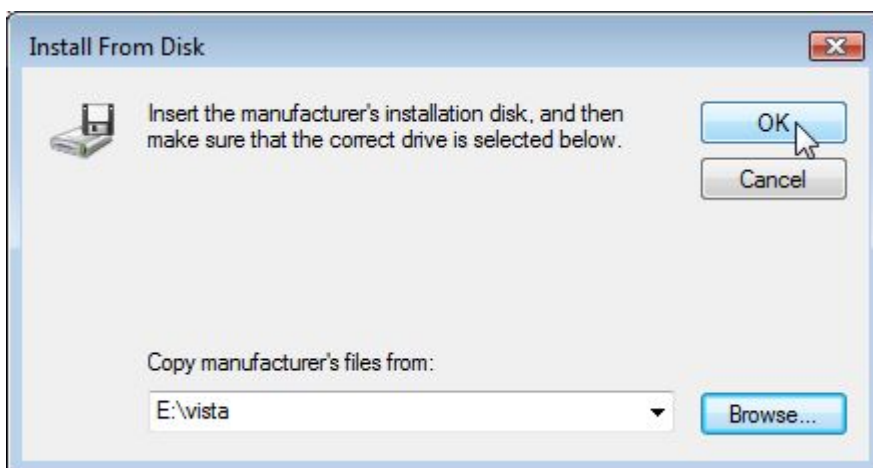 Install From Disk
Insert the manufacturer's installation disk, and then
make sure that the correct drive is selected below.
OK
Cancel
Copy manufacturer's files from:
E:\vista
Browse...